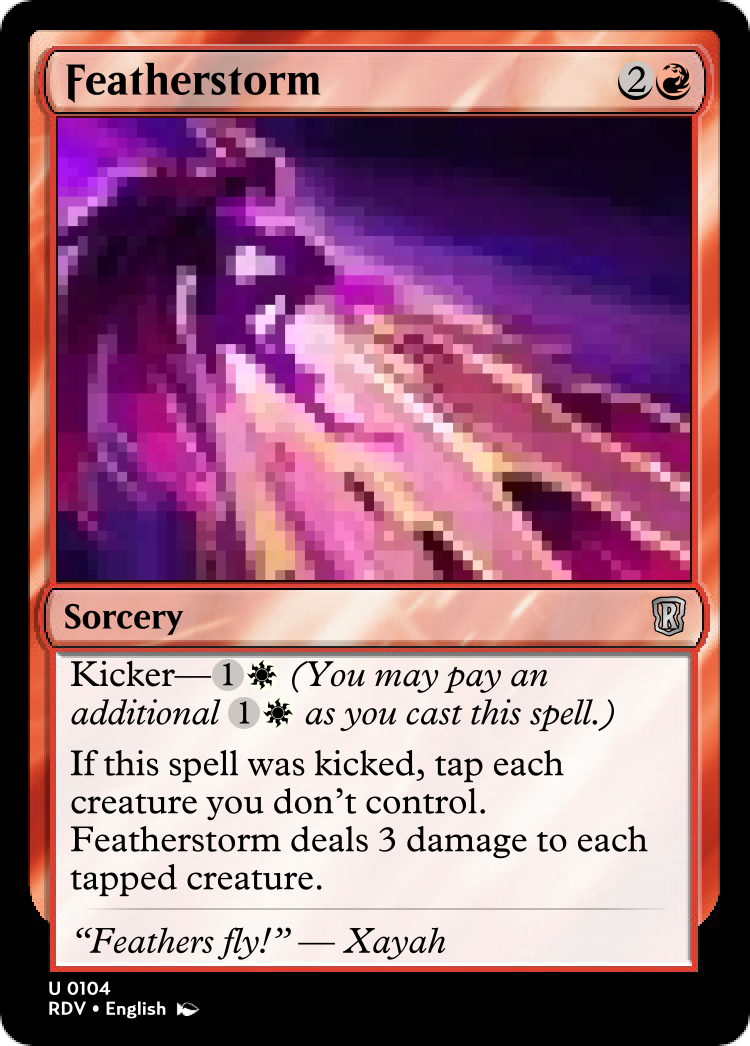 Featherstorm 2
Sorcery R
Kicker—1 (You may pay an
additional 1 as you cast this spell.)
If this spell was kicked, tap each
creature you don't control.
Featherstorm deals 3 damage to each
tapped creature.
“Feathers fly!” — Xayah
U 0104
RDV • English